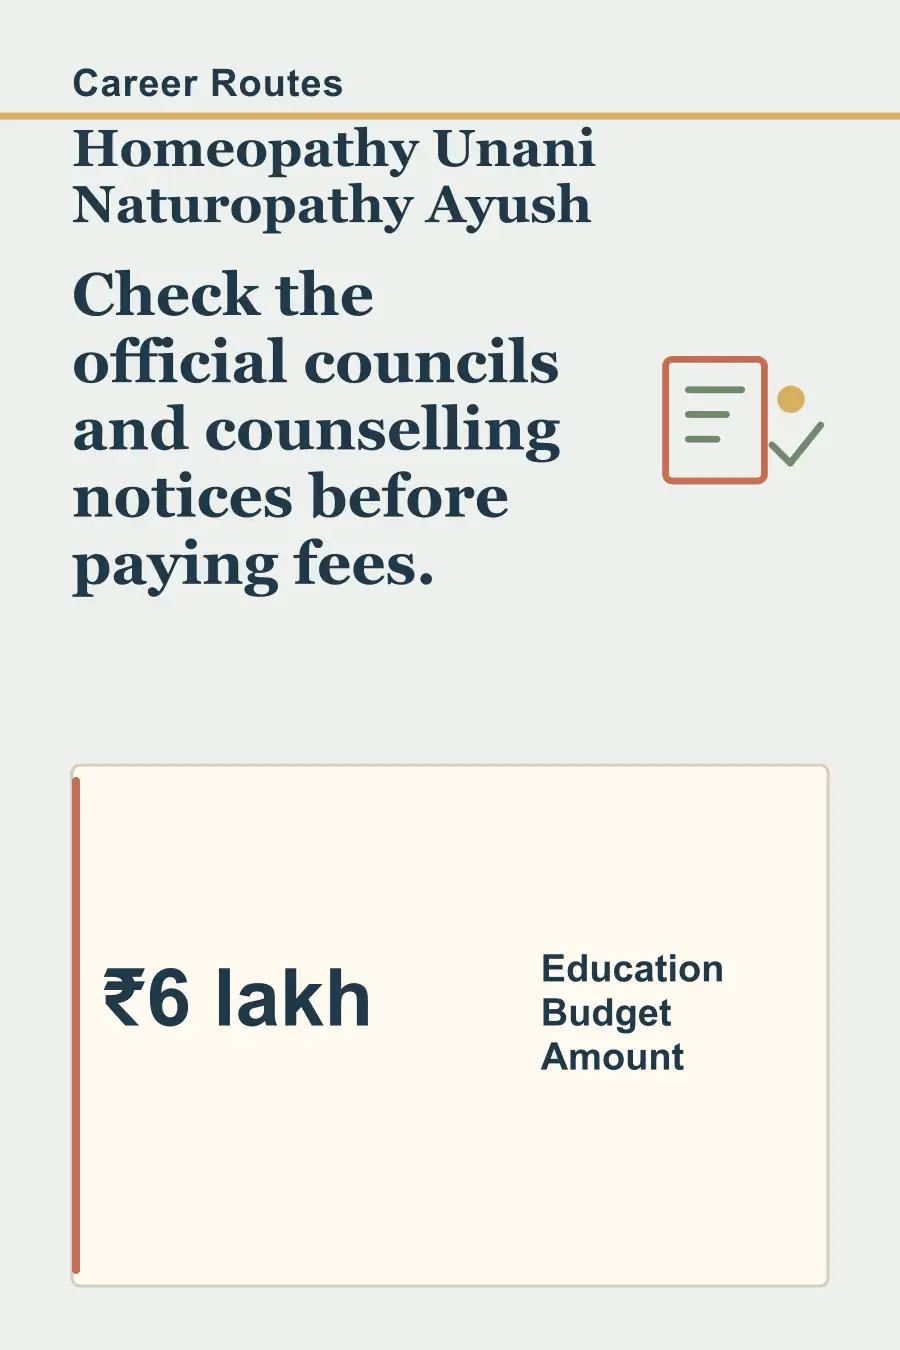 Career Routes
Homeopathy Unani
Naturopathy Ayush
Check the
official councils
and counselling
notices before
paying fees.
₹6 lakh
Education
Budget
Amount